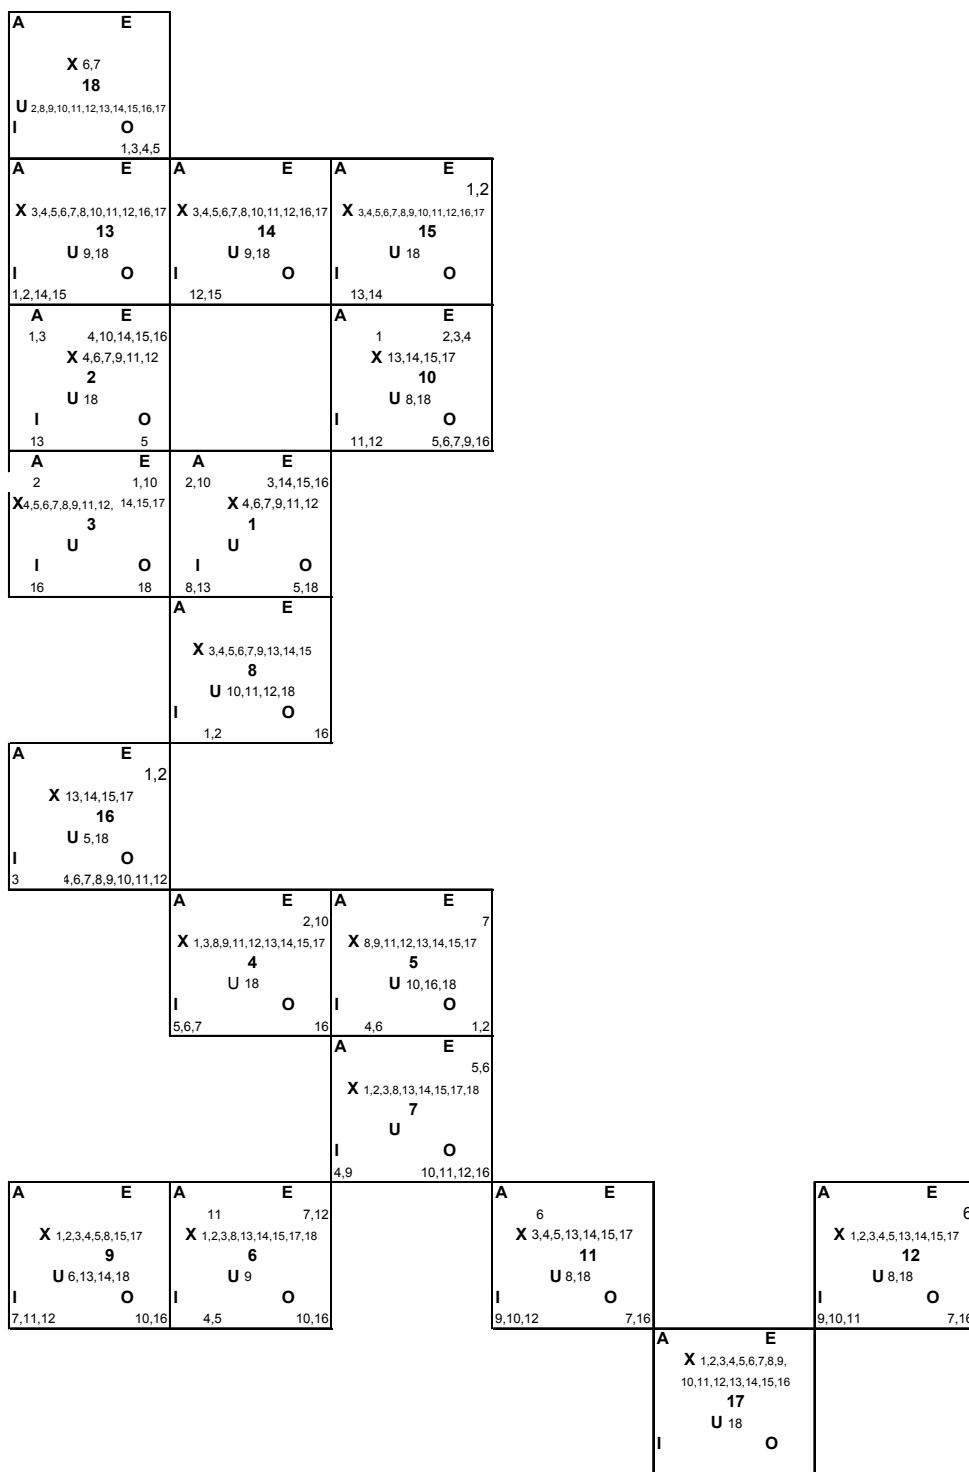 A E
X 6,7
18
U 2,8,9,10,11,12,13,14,15,16,17
I O
1,3,4,5
A E A E A E
1,2
X 3,4,5,6,7,8,10,11,12,16,17 X 3,4,5,6,7,8,10,11,12,16,17 X 3,4,5,6,7,8,9,10,11,12,16,17
13 14 15
U 9,18 U 9,18 U 18
I O I O I O
1,2,14,15 12,15 13,14
A E A E
1,3 4,10,14,15,16 1 2,3,4
X 4,6,7,9,11,12 X 13,14,15,17
2 10
U 18 U 8,18
I O I O
13 5 11,12 5,6,7,9,16
A E A E
2 1,10 2,10 3,14,15,16
X4,5,6,7,8,9,11,12, 14,15,17 X 4,6,7,9,11,12
3 1
U U
I O I O
16 18 8,13 5,18
A E
X 3,4,5,6,7,9,13,14,15
8
U 10,11,12,18
I O
1,2 16
A E
1,2
X 13,14,15,17
16
U 5,18
I O
3 4,6,7,8,9,10,11,12
A E A E
2,10 7
X 1,3,8,9,11,12,13,14,15,17 X 8,9,11,12,13,14,15,17
4 5
U 18 U 10,16,18
I O I O
5,6,7 16 4,6 1,2
A E
5,6
X 1,2,3,8,13,14,15,17,18
7
U
I O
4,9 10,11,12,16
A E A E A E A E
11 7,12 6 6
X 1,2,3,4,5,8,15,17 X 1,2,3,8,13,14,15,17,18 X 3,4,5,13,14,15,17 X 1,2,3,4,5,13,14,15,17
9 6 11 12
U 6,13,14,18 U 9 U 8,18 U 8,18
I O I O I O I O
7,11,12 10,16 4,5 10,16 9,10,12 7,16 9,10,11 7,16
A E
X 1,2,3,4,5,6,7,8,9,
10,11,12,13,14,15,16
17
U 18
I O